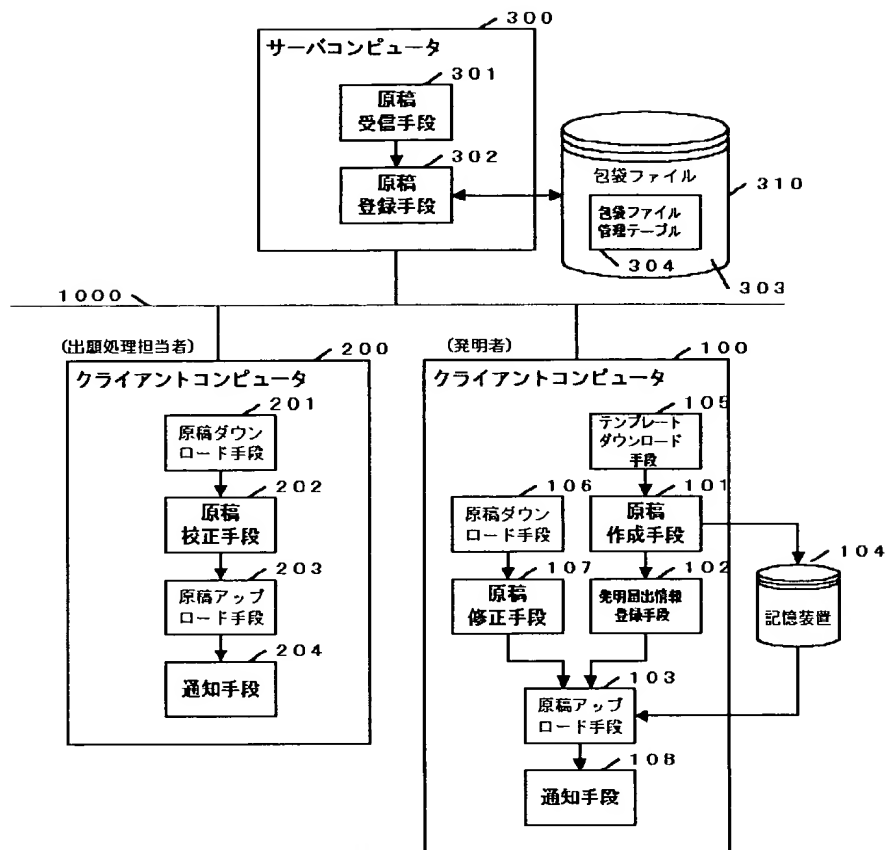 300
サーバコンピュータ
301
原稿
受信手段
302
原稿
登録手段
包袋ファイル
310
包袋ファイル
管理テーブル
304
303
1000
(出願処理担当者)
200
クライアントコンピュータ
201
原稿ダウン
ロード手段
202
原稿
校正手段
203
原稿アップ
ロード手段
204
通知手段
(発明者)
100
クライアントコンピュータ
105
テンプレート
ダウンロード
手段
106
原稿ダウン
ロード手段
101
原稿
作成手段
104
記憶装置
107
原稿
修正手段
102
発明届出情報
登録手段
103
原稿アップ
ロード手段
108
通知手段